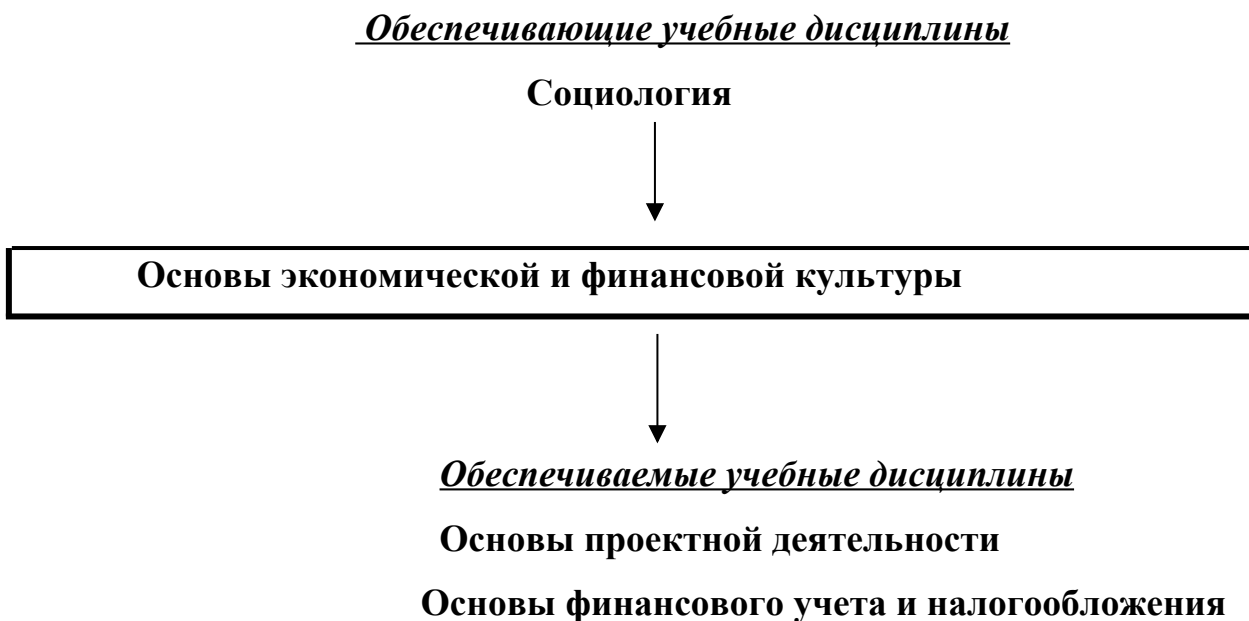 Обеспечивающие учебные дисциплины
Социология
Основы экономической и финансовой культуры
Обеспечиваемые учебные дисциплины
Основы проектной деятельности
Основы финансового учета и налогообложения